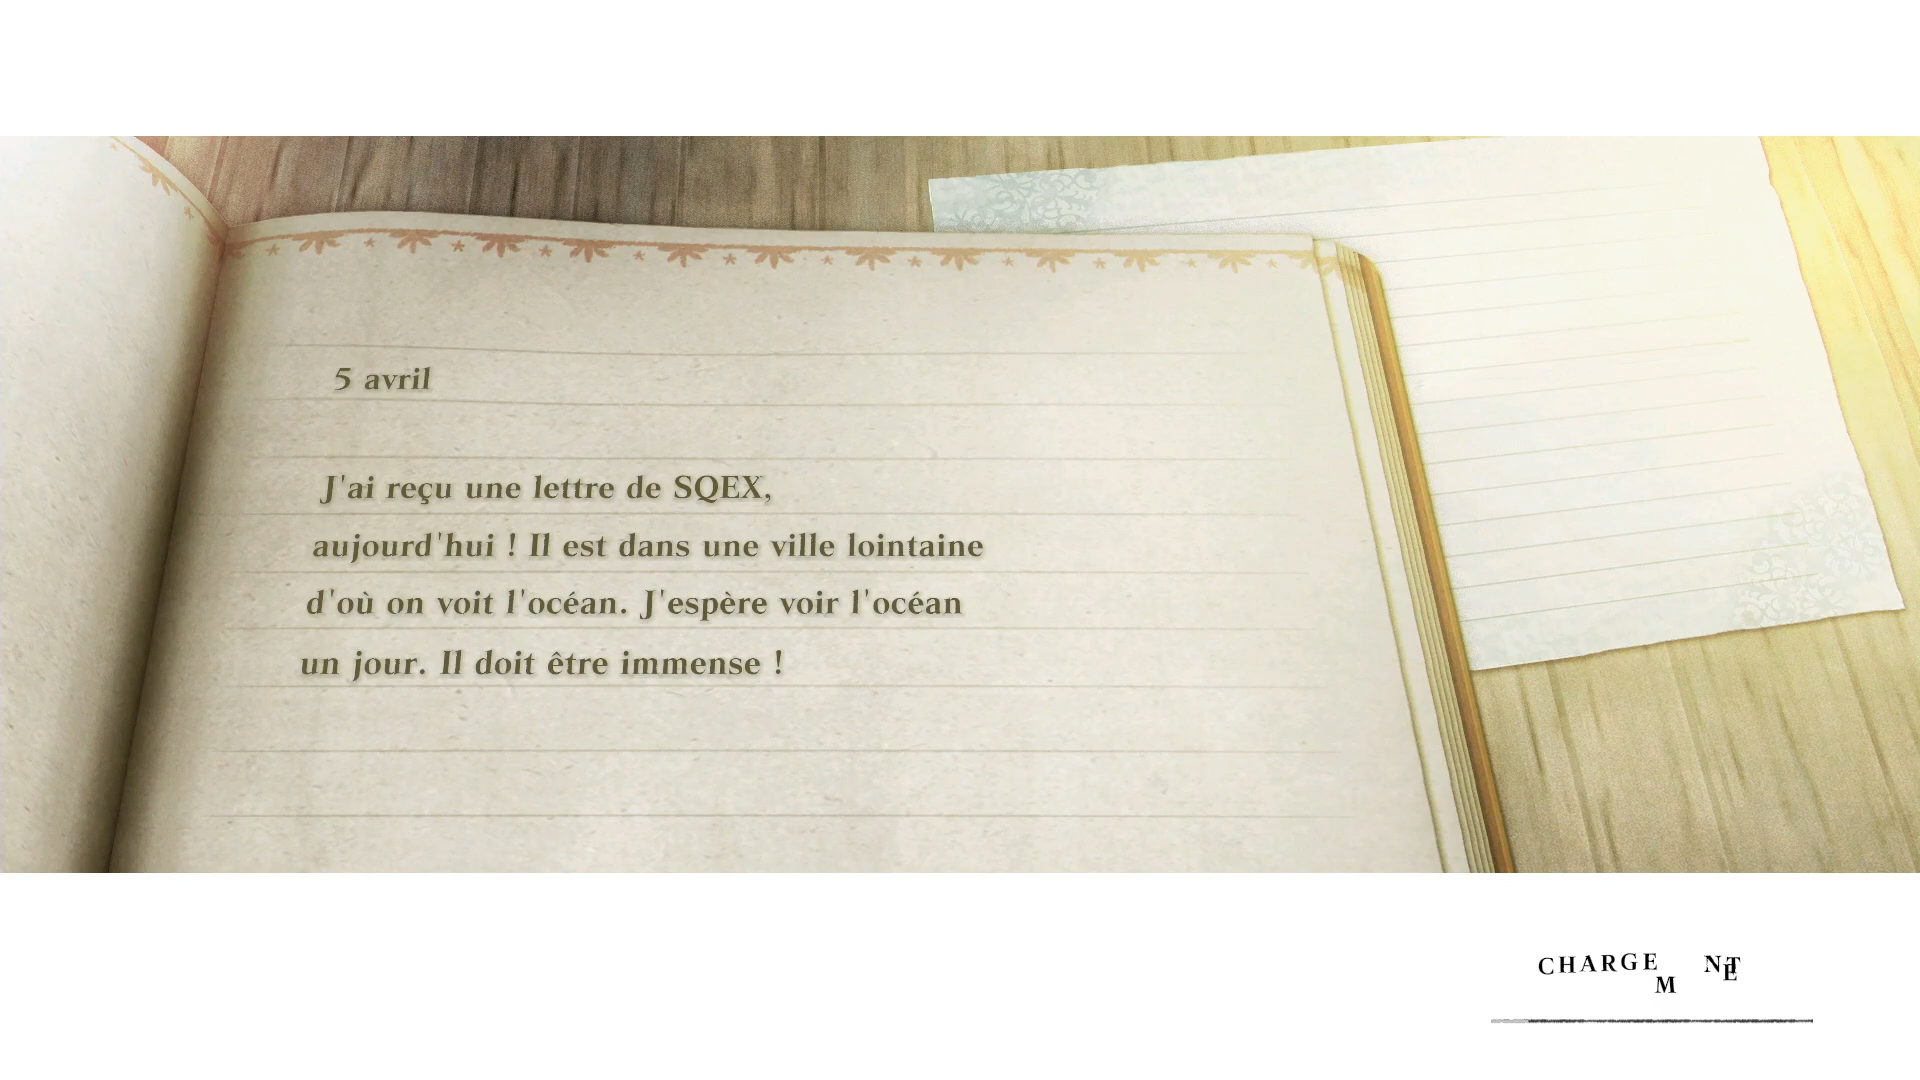 5 avril
J'ai reçu une lettre de SQEX,
aujourd'hui ! Il est dans une ville lointaine
d'où on voit l'océan. J'espère voir l'océan
un jour. Il doit être immense !
CHARGEMENT